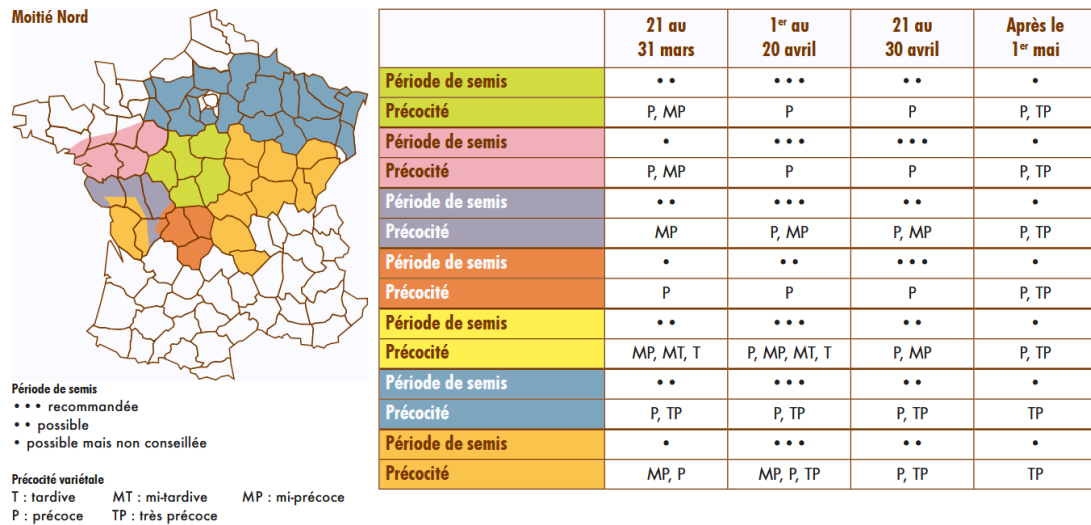 Moitié Nord
21 au 31 mars | 1er au 20 avril | 21 au 30 avril | Après le 1er mai
Période de semis | •• | ••• | •• | •
Précocité | P, MP | P | P | P, TP
Période de semis | • | ••• | ••• | •
Précocité | P, MP | P | P | P, TP
Période de semis | •• | ••• | •• | •
Précocité | MP | P, MP | P, MP | P, TP
Période de semis | • | •• | ••• | •
Précocité | P | P | P | P, TP
Période de semis | •• | ••• | •• | •
Précocité | MP, MT, T | P, MP, MT, T | P, MP | P, TP
Période de semis | •• | ••• | •• | •
Précocité | P, TP | P, TP | P, TP | TP
Période de semis | • | ••• | •• | •
Précocité | MP, P | MP, P, TP | P, TP | TP
Période de semis
••• recommandée
•• possible
• possible mais non conseillée
Précocité variétale
T : tardive MT : mi-tardive MP : mi-précoce
P : précoce TP : très précoce